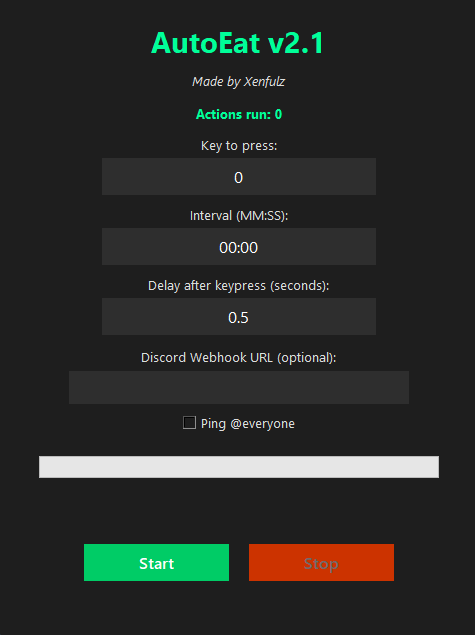 AutoEat v2.1
Made by Xenfulz
Actions run: 0
Key to press:
0
Interval (MM:SS):
00:00
Delay after keypress (seconds):
0.5
Discord Webhook URL (optional):
Ping @everyone
Start
Stop